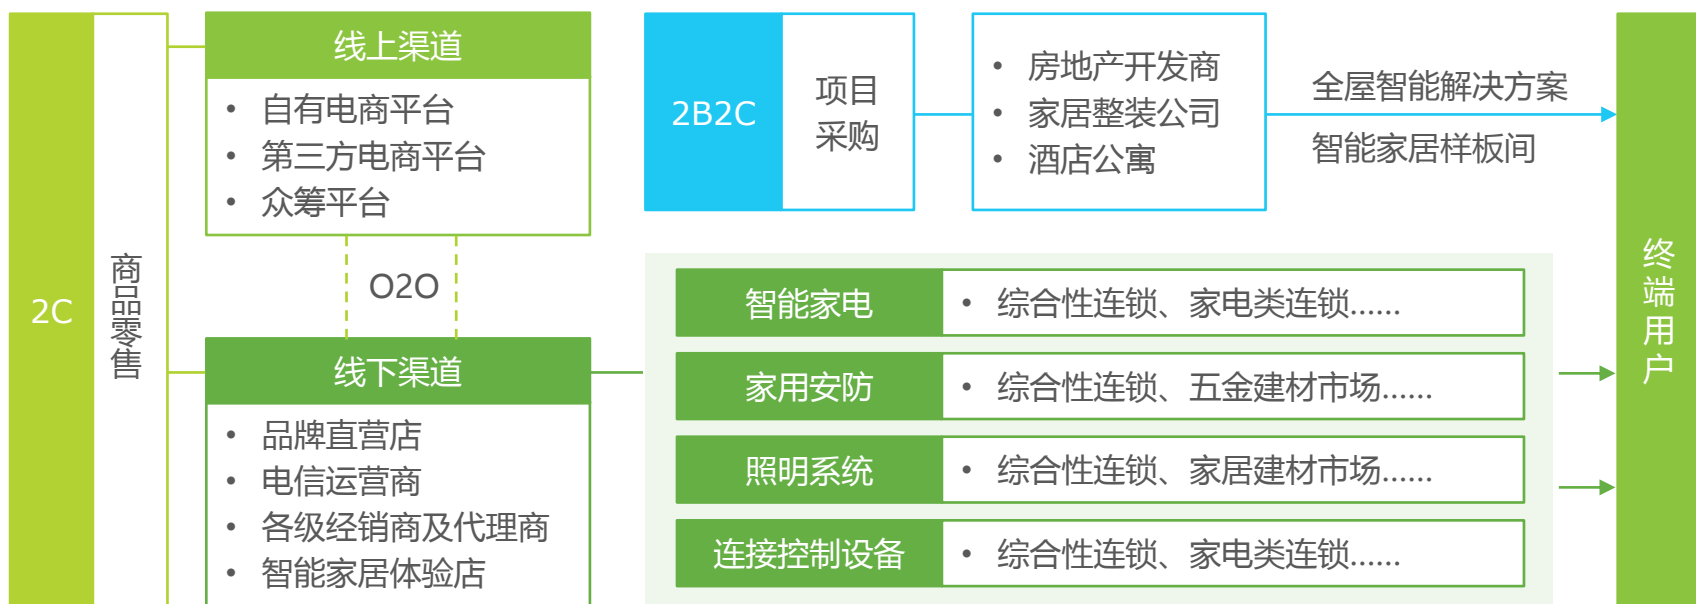 2C
商品零售
线上渠道
• 自有电商平台
• 第三方电商平台
• 众筹平台
O2O
线下渠道
• 品牌直营店
• 电信运营商
• 各级经销商及代理商
• 智能家居体验店
2B2C
项目
采购
• 房地产开发商
• 家居整装公司
• 酒店公寓
全屋智能解决方案
智能家居样板间
智能家电
• 综合性连锁、家电类连锁......
家用安防
• 综合性连锁、五金建材市场......
照明系统
• 综合性连锁、家居建材市场......
连接控制设备
• 综合性连锁、家电类连锁......
终端用户